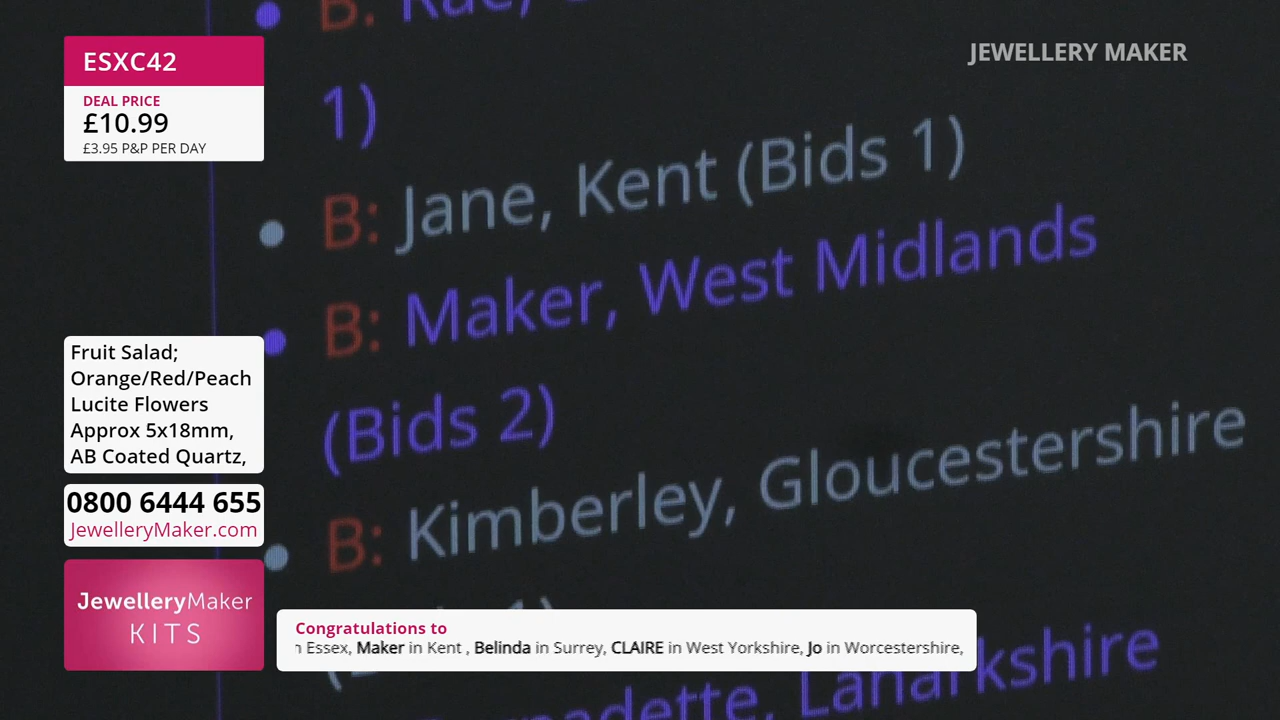 ESXC42
DEAL PRICE
£10.99
£3.95 P&P PER DAY
JEWELLERY MAKER
1)
B: Jane, Kent (Bids 1)
B: Maker, West Midlands
(Bids 2)
B: Kimberley, Gloucestershire
Lanarkshire
Fruit Salad;
Orange/Red/Peach
Lucite Flowers
Approx 5x18mm,
AB Coated Quartz,
0800 6444 655
JewelleryMaker.com
JewelleryMaker
KITS
Congratulations to
Essex, Maker in Kent , Belinda in Surrey, CLAIRE in West Yorkshire, Jo in Worcestershire,